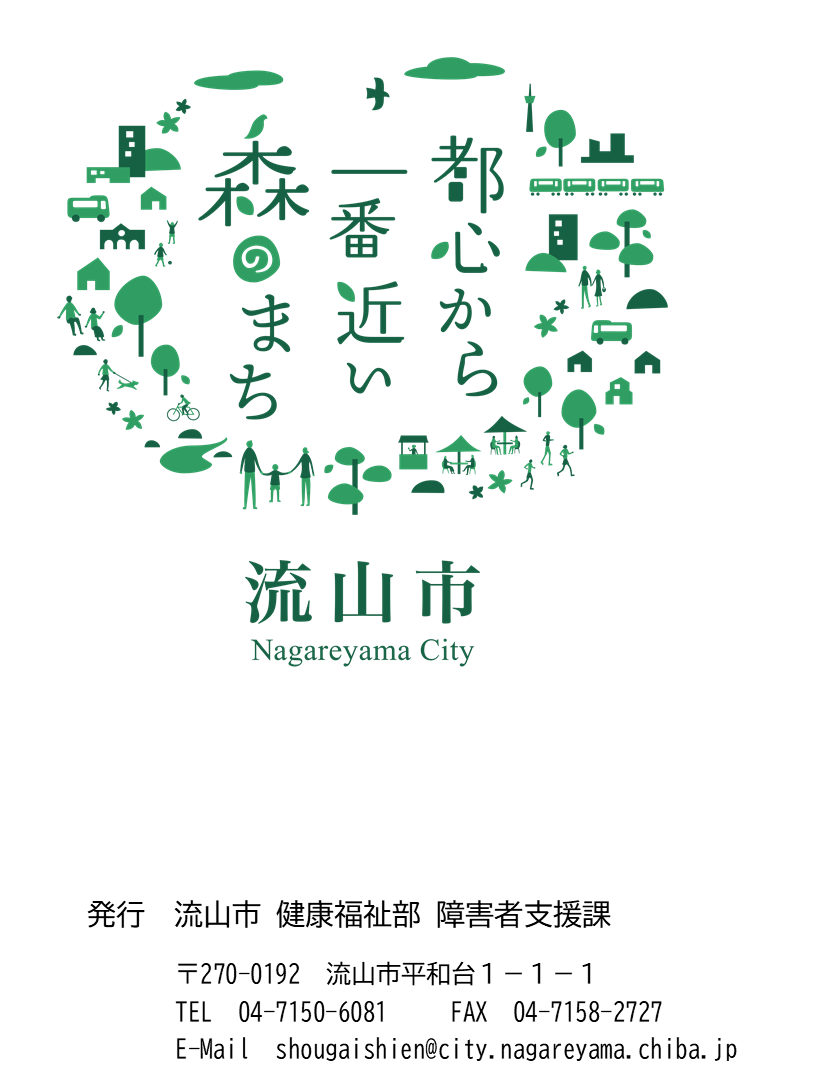 都心から
一番近い
森のまち
流山市
Nagareyama City
発行　流山市 健康福祉部 障害者支援課
〒270-0192　流山市平和台１－１－１
TEL　04-7150-6081　　FAX　04-7158-2727
E-Mail　shougaishien@city.nagareyama.chiba.jp